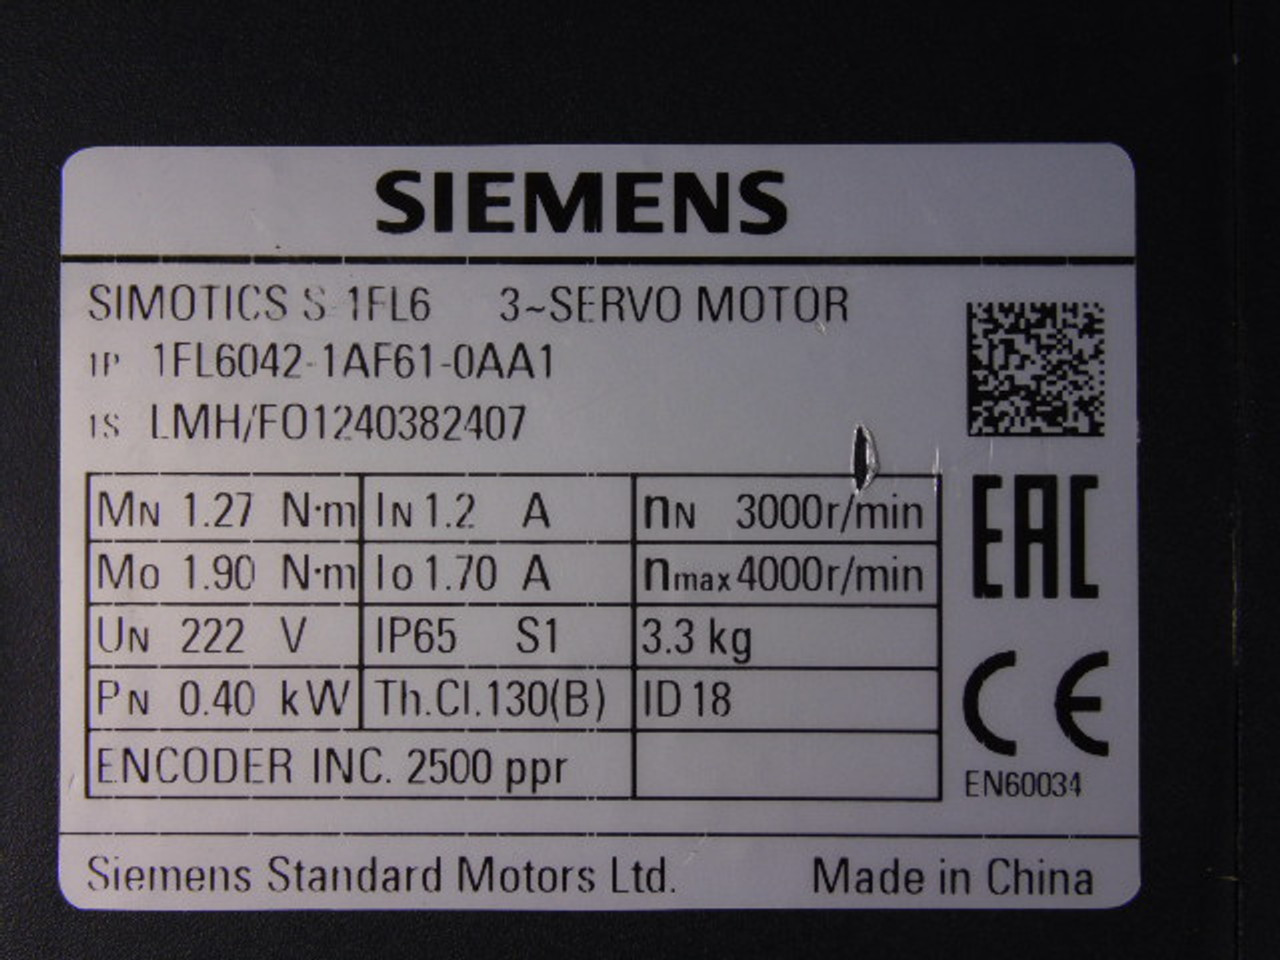 SIEMENS
SIMOTICS S-1FL6 3~SERVO MOTOR
1P 1FL6042-1AF61-0AA1
1S LMH/FO1240382407
MN 1.27 N·m IN 1.2 A nN 3000r/min
Mo 1.90 N·m Io 1.70 A nmax 4000r/min
UN 222 V IP65 S1 3.3 kg
PN 0.40 kW Th.Cl.130(B) ID 18
ENCODER INC. 2500 ppr
EAC
CE
EN60034
Siemens Standard Motors Ltd. Made in China